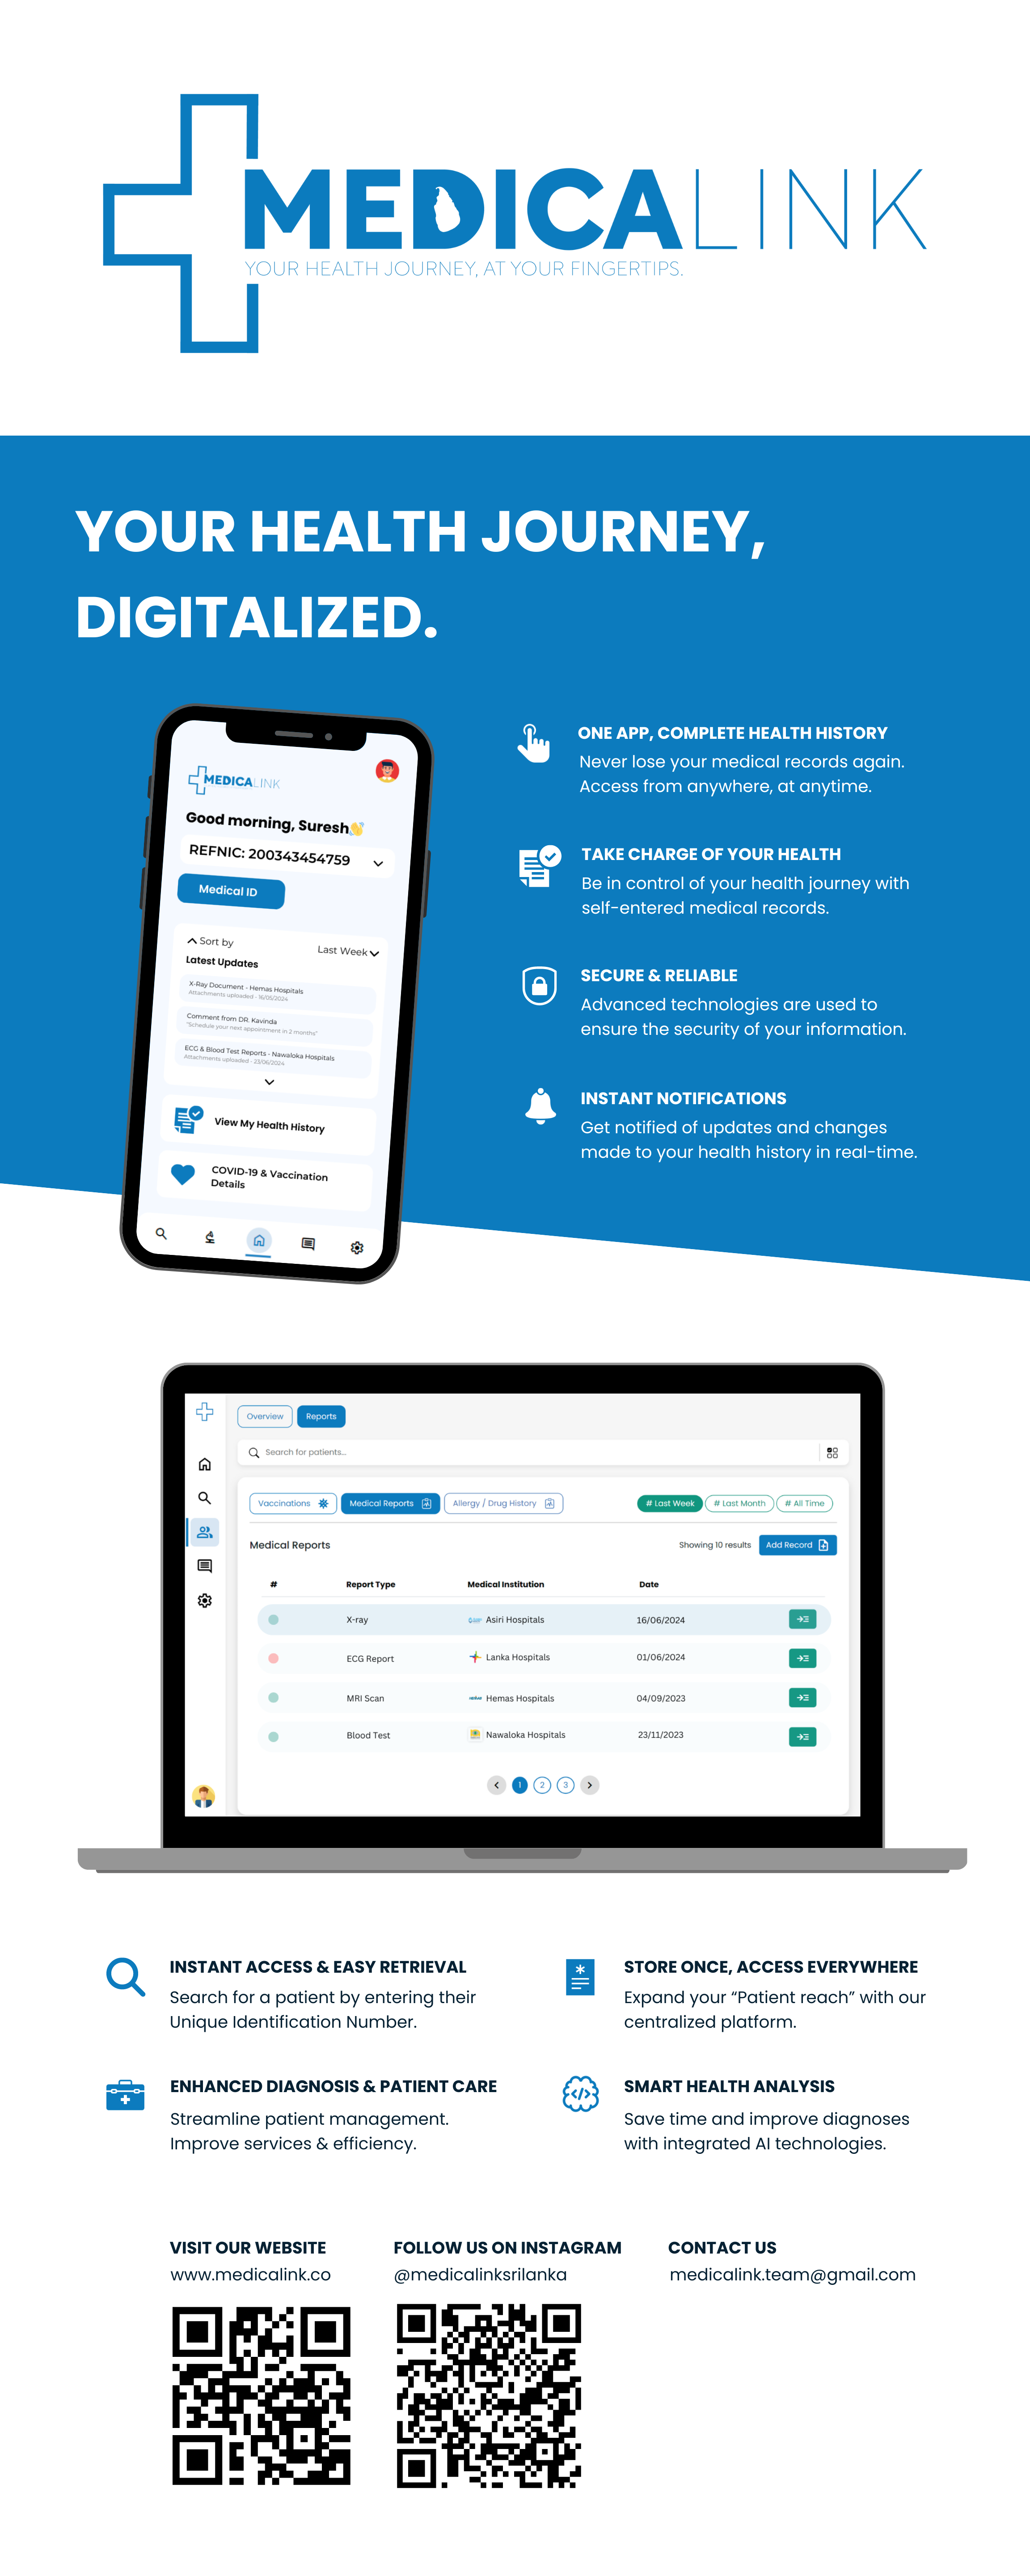 MEDICALINK
YOUR HEALTH JOURNEY, AT YOUR FINGERTIPS.
YOUR HEALTH JOURNEY,
DIGITALIZED.
MEDICALINK
Good morning, Suresh👋
REFNIC: 200343454759
Medical ID
Sort by
Last Week
Latest Updates
X-Ray Document - Hemas Hospitals
Attachments uploaded - 16/05/2024
Comment from DR. Kavinda
"Schedule your next appointment in 2 months"
ECG & Blood Test Reports - Nawaloka Hospitals
Attachments uploaded - 23/06/2024
View My Health History
COVID-19 & Vaccination
Details
ONE APP, COMPLETE HEALTH HISTORY
Never lose your medical records again.
Access from anywhere, at anytime.
TAKE CHARGE OF YOUR HEALTH
Be in control of your health journey with
self-entered medical records.
SECURE & RELIABLE
Advanced technologies are used to
ensure the security of your information.
INSTANT NOTIFICATIONS
Get notified of updates and changes
made to your health history in real-time.
Overview Reports
Search for patients...
Vaccinations Medical Reports Allergy / Drug History # Last Week # Last Month # All Time
Medical Reports Showing 10 results Add Record
# Report Type Medical Institution Date
X-ray Asiri Hospitals 16/06/2024
ECG Report Lanka Hospitals 01/06/2024
MRI Scan Hemas Hospitals 04/09/2023
Blood Test Nawaloka Hospitals 23/11/2023
1 2 3
INSTANT ACCESS & EASY RETRIEVAL
Search for a patient by entering their
Unique Identification Number.
STORE ONCE, ACCESS EVERYWHERE
Expand your “Patient reach” with our
centralized platform.
ENHANCED DIAGNOSIS & PATIENT CARE
Streamline patient management.
Improve services & efficiency.
SMART HEALTH ANALYSIS
Save time and improve diagnoses
with integrated AI technologies.
VISIT OUR WEBSITE
www.medicalink.co
FOLLOW US ON INSTAGRAM
@medicalinksrilanka
CONTACT US
medicalink.team@gmail.com